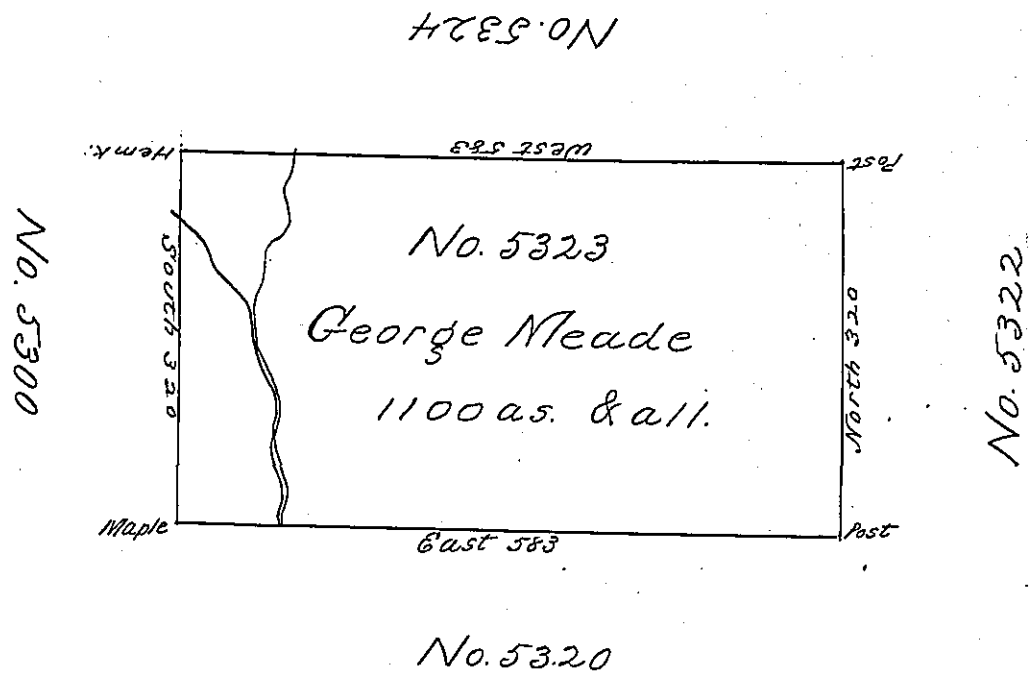 No. 5324
Hemk.
West 583
Post
No. 5300
South 320
No. 5323
George Meade
1100 as. & all.
North 320
No. 5322
Maple
East 583
Post
No. 5320